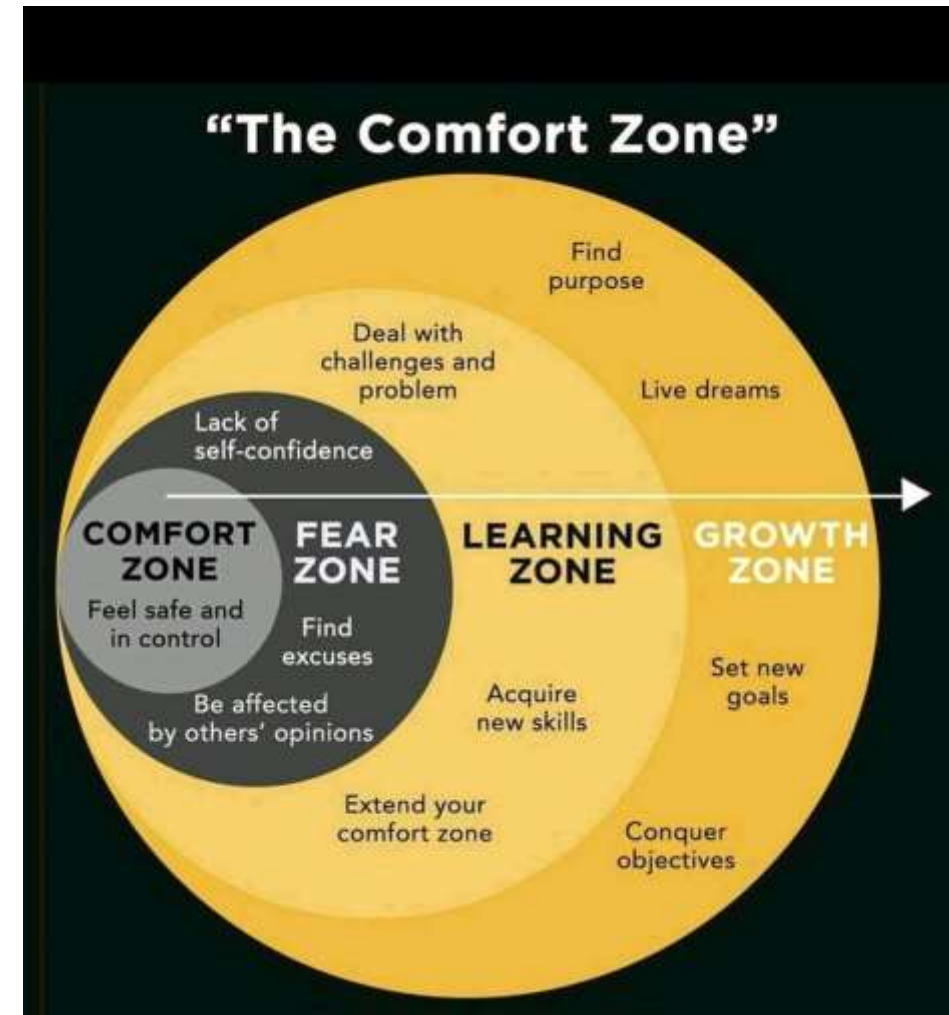 “The Comfort Zone”
Find
purpose
Deal with
challenges and
problem
Live dreams
Lack of
self-confidence
COMFORT
ZONE
Feel safe and
in control
FEAR
ZONE
Find
excuses
Be affected
by others’ opinions
LEARNING
ZONE
Acquire
new skills
Extend your
comfort zone
GROWTH
ZONE
Set new
goals
Conquer
objectives